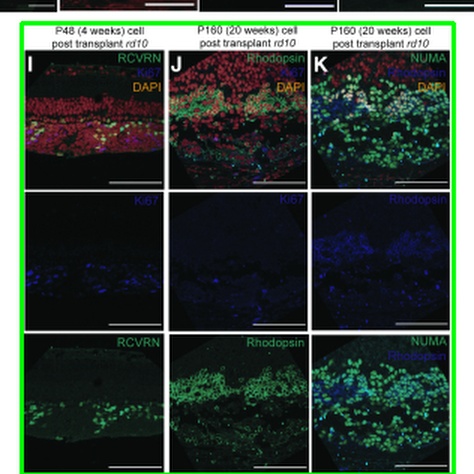 P48 (4 weeks) cell
post transplant rd10
P160 (20 weeks) cell
post transplant rd10
P160 (20 weeks) cell
post transplant rd10
I
RCVRN
Ki67
DAPI
J
Rhodopsin
Ki67
DAPI
K
NUMA
Rhodopsin
DAPI
Ki67
Ki67
Rhodopsin
RCVRN
Rhodopsin
NUMA
Rhodopsin